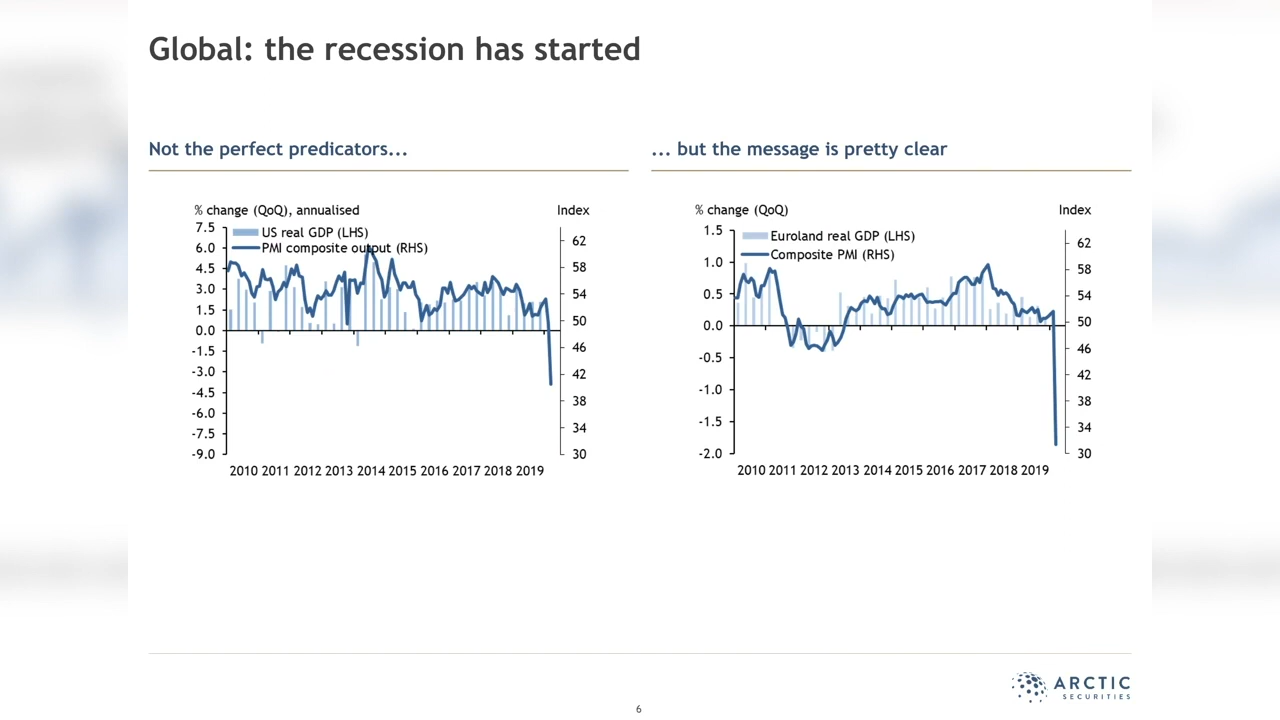 Global: the recession has started
Not the perfect predicators...
% change (QoQ), annualised
Index
US real GDP (LHS)
PMI composite output (RHS)
7.5
6.0
4.5
3.0
1.5
0.0
-1.5
-3.0
-4.5
-6.0
-7.5
-9.0
62
58
54
50
46
42
38
34
30
2010 2011 2012 2013 2014 2015 2016 2017 2018 2019
... but the message is pretty clear
% change (QoQ)
Index
Euroland real GDP (LHS)
Composite PMI (RHS)
1.5
1.0
0.5
0.0
-0.5
-1.0
-1.5
-2.0
62
58
54
50
46
42
38
34
30
2010 2011 2012 2013 2014 2015 2016 2017 2018 2019
ARCTIC
SECURITIES
6